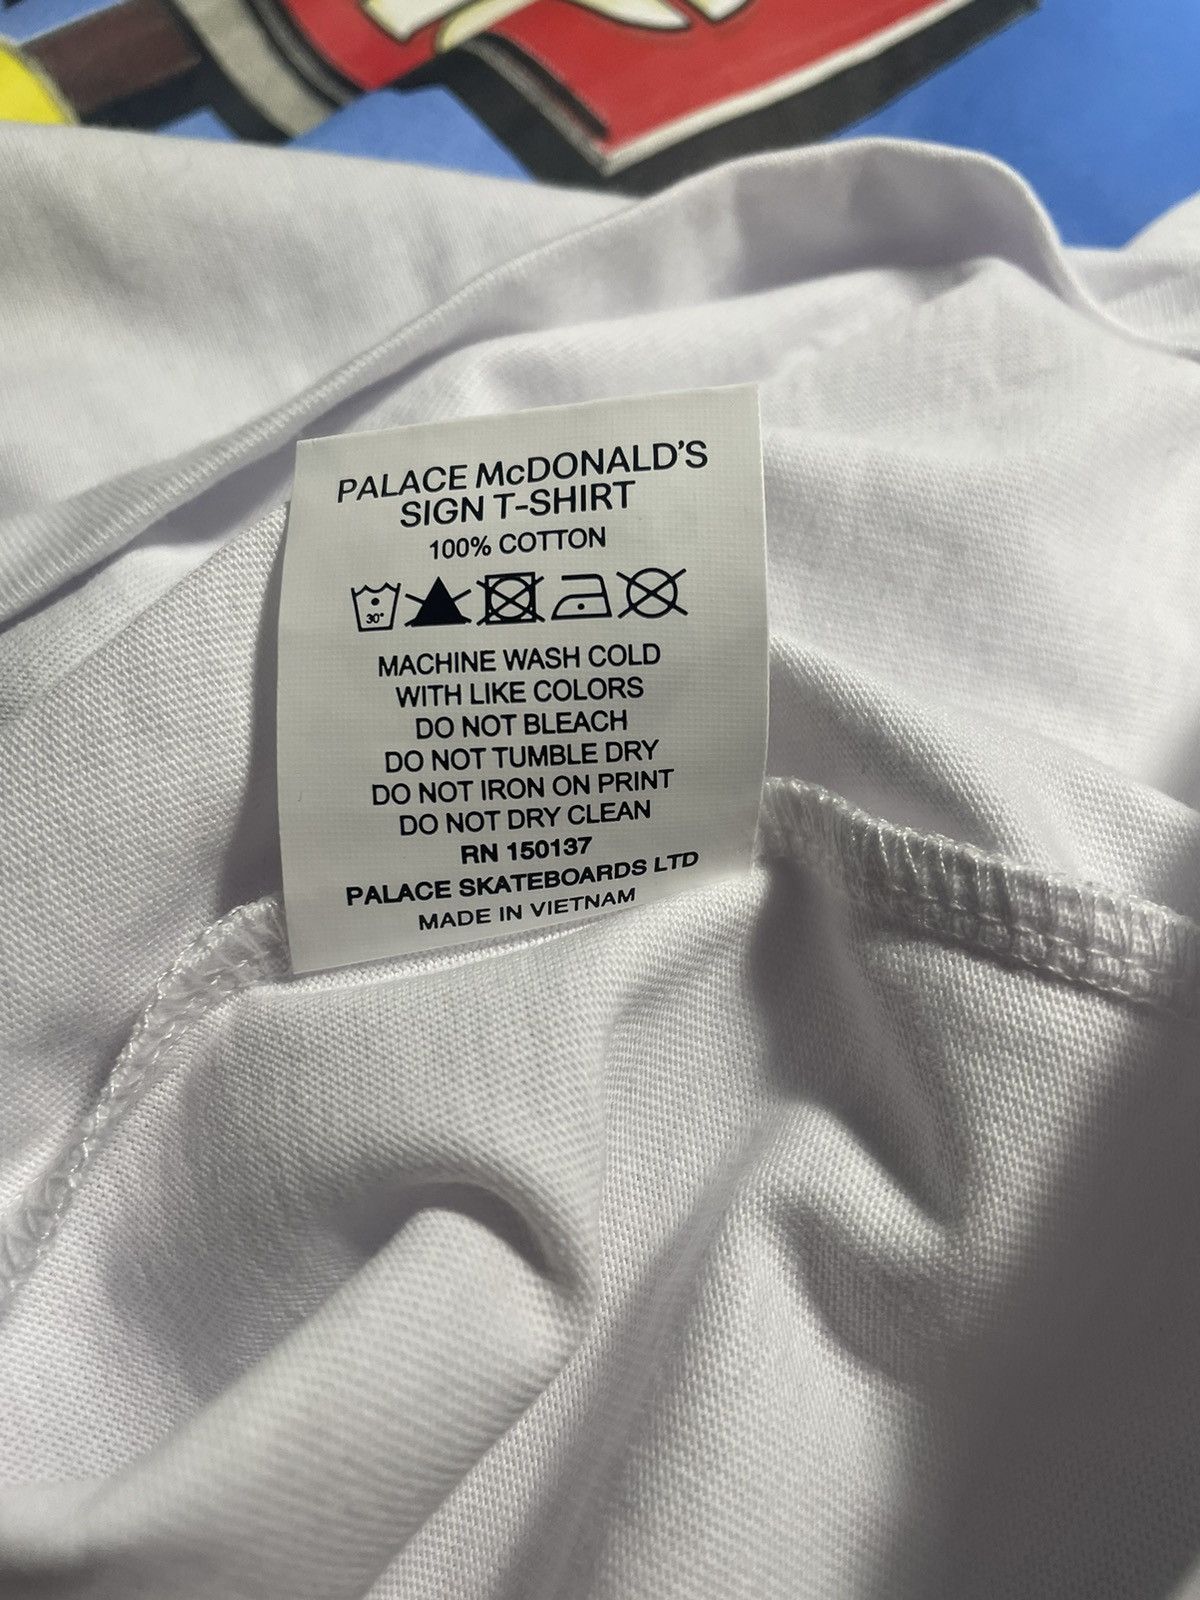 PALACE McDONALD'S
SIGN T-SHIRT
100% COTTON
30°
MACHINE WASH COLD
WITH LIKE COLORS
DO NOT BLEACH
DO NOT TUMBLE DRY
DO NOT IRON ON PRINT
DO NOT DRY CLEAN
RN 150137
PALACE SKATEBOARDS LTD
MADE IN VIETNAM